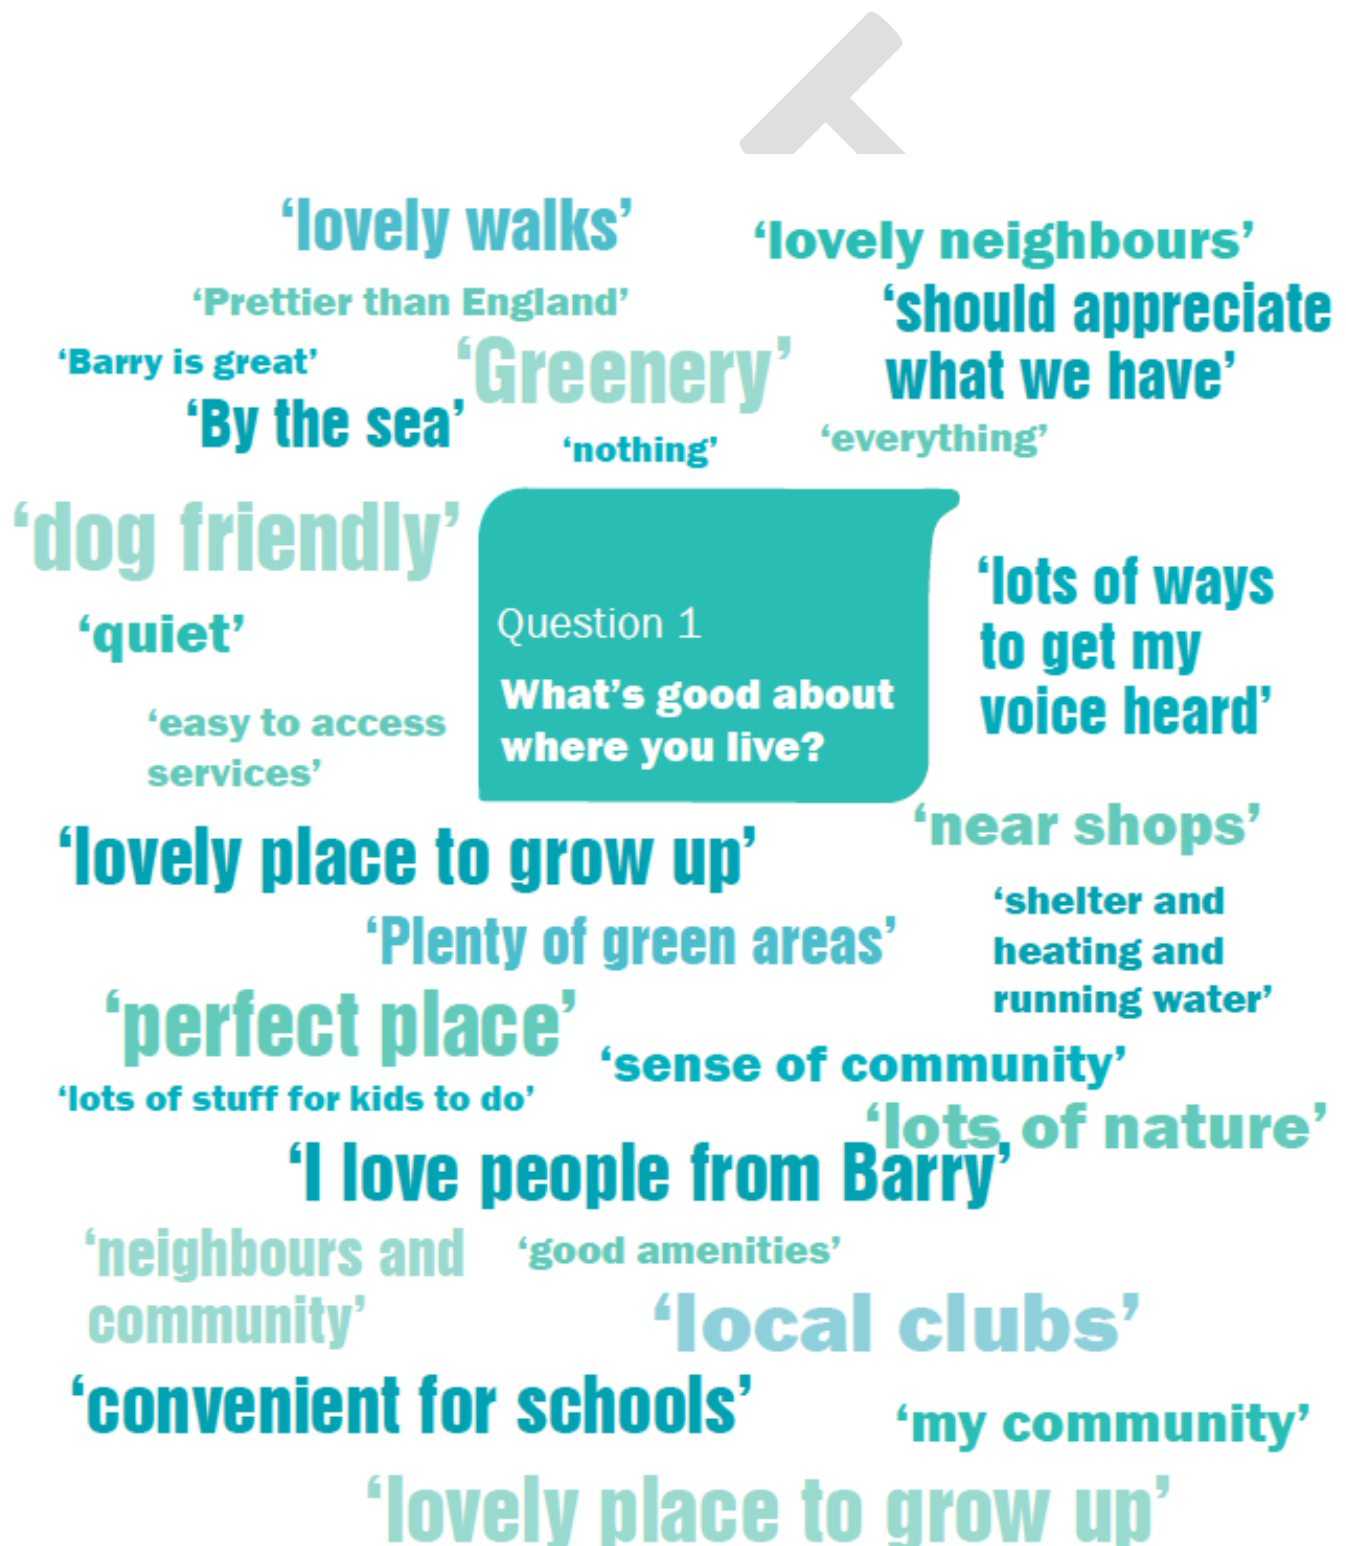 ‘lovely walks’
‘lovely neighbours’
‘Prettier than England’
‘should appreciate
what we have’
‘Barry is great’
‘Greenery’
‘By the sea’
‘nothing’
‘everything’
‘dog friendly’
‘lots of ways
to get my
voice heard’
‘quiet’
Question 1
What’s good about
where you live?
‘easy to access
services’
‘near shops’
‘lovely place to grow up’
‘shelter and
heating and
running water’
‘Plenty of green areas’
‘perfect place’
‘sense of community’
‘lots of stuff for kids to do’
‘lots of nature’
‘I love people from Barry’
‘neighbours and
community’
‘good amenities’
‘local clubs’
‘convenient for schools’
‘my community’
‘lovely place to grow up’